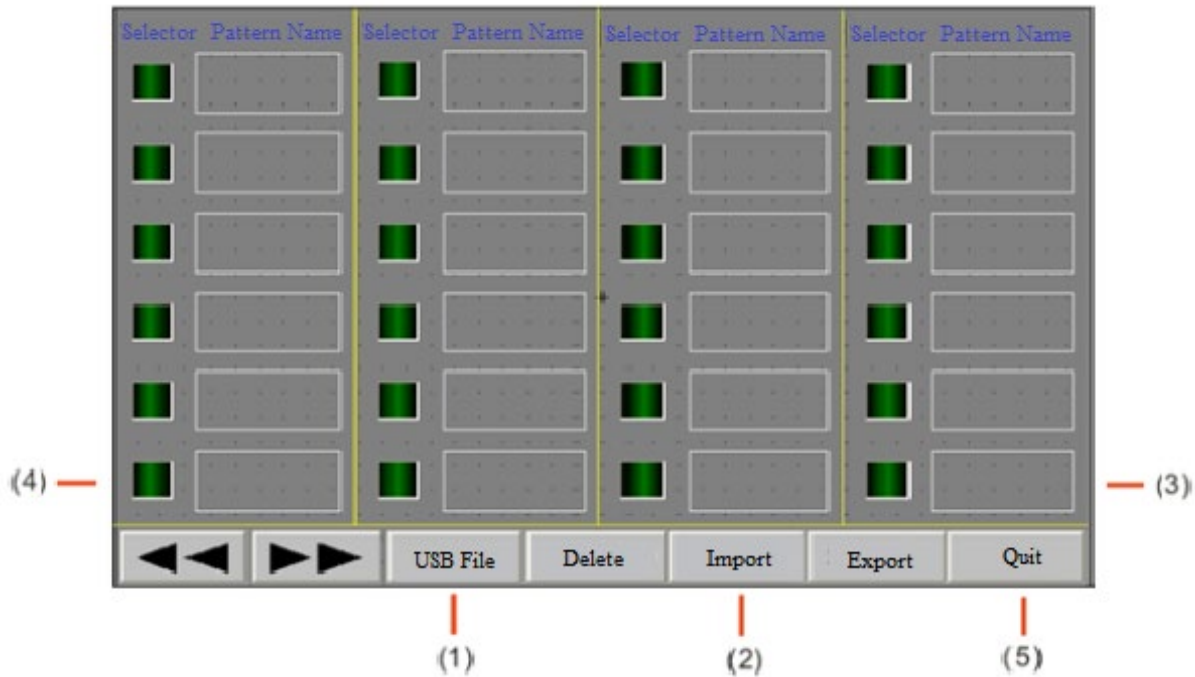 Selector Pattern Name Selector Pattern Name Selector Pattern Name Selector Pattern Name
(4) (3)
USB File Delete Import Export Quit
(1) (2) (5)